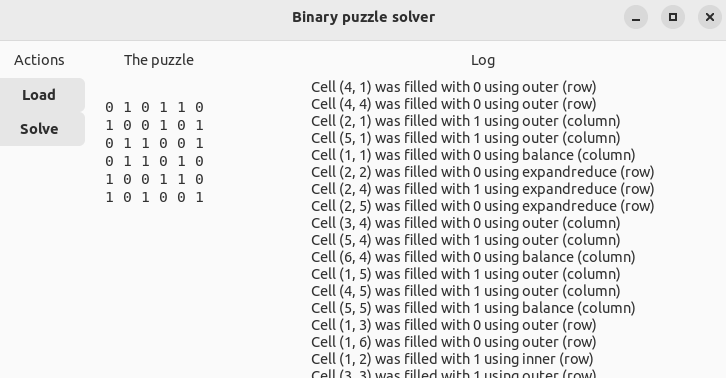 Binary puzzle solver
Actions
The puzzle
Log
Load
Solve
0 1 0 1 1 0
1 0 0 1 0 1
0 1 1 0 0 1
0 1 1 0 1 0
1 0 0 1 1 0
1 0 1 0 0 1
Cell (4, 1) was filled with 0 using outer (row)
Cell (4, 4) was filled with 0 using outer (row)
Cell (2, 1) was filled with 1 using outer (column)
Cell (5, 1) was filled with 1 using outer (column)
Cell (1, 1) was filled with 0 using balance (column)
Cell (2, 2) was filled with 0 using expandreduce (row)
Cell (2, 4) was filled with 1 using expandreduce (row)
Cell (2, 5) was filled with 0 using expandreduce (row)
Cell (3, 4) was filled with 0 using outer (column)
Cell (5, 4) was filled with 1 using outer (column)
Cell (6, 4) was filled with 0 using balance (column)
Cell (1, 5) was filled with 1 using outer (column)
Cell (4, 5) was filled with 1 using outer (column)
Cell (5, 5) was filled with 1 using balance (column)
Cell (1, 3) was filled with 0 using outer (row)
Cell (1, 6) was filled with 0 using outer (row)
Cell (1, 2) was filled with 1 using inner (row)
Cell (3, 3) was filled with 1 using outer (row)